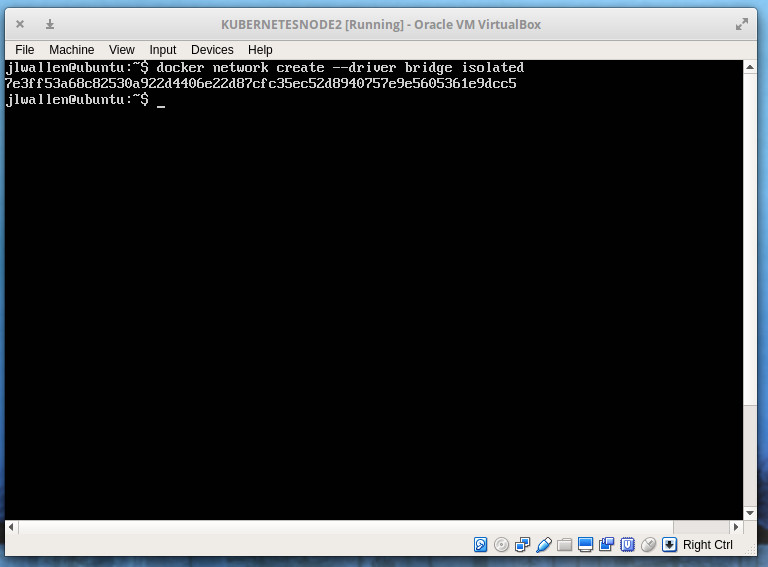 KUBERNETESNODE2 [Running] - Oracle VM VirtualBox
File Machine View Input Devices Help
jlwallen@ubuntu:~$ docker network create --driver bridge isolated
7e3ff53a68c82530a922d4406e22d87cfc35ec52d8940757e9e5605361e9dcc5
jlwallen@ubuntu:~$ _
Right Ctrl